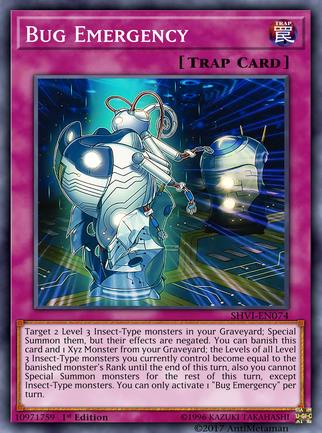 Bug Emergency
TRAP
罠
[Trap Card]
SHVI-EN074
Target 2 Level 3 Insect-Type monsters in your Graveyard; Special
Summon them, but their effects are negated. You can banish this
card and 1 Xyz Monster from your Graveyard; the Levels of all Level
3 Insect-Type monsters you currently control become equal to the
banished monster's Rank until the end of this turn, also you cannot
Special Summon monsters for the rest of this turn, except
Insect-Type Monsters. You can only activate 1 "Bug Emergency" per
turn.
10971759 1st Edition ©1996 KAZUKI TAKAHASHI
©2017 AntiMetaman